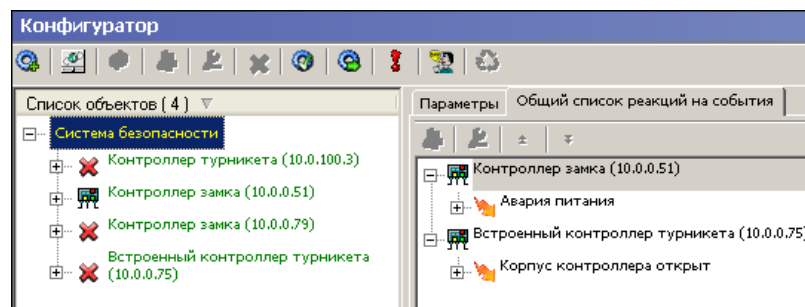 Конфигуратор
Список объектов ( 4 )
Система безопасности
Контроллер турникета (10.0.100.3)
Контроллер замка (10.0.0.51)
Контроллер замка (10.0.0.79)
Встроенный контроллер турникета
(10.0.0.75)
Параметры Общий список реакций на события
Контроллер замка (10.0.0.51)
Авария питания
Встроенный контроллер турникета (10.0.0.75)
Корпус контроллера открыт